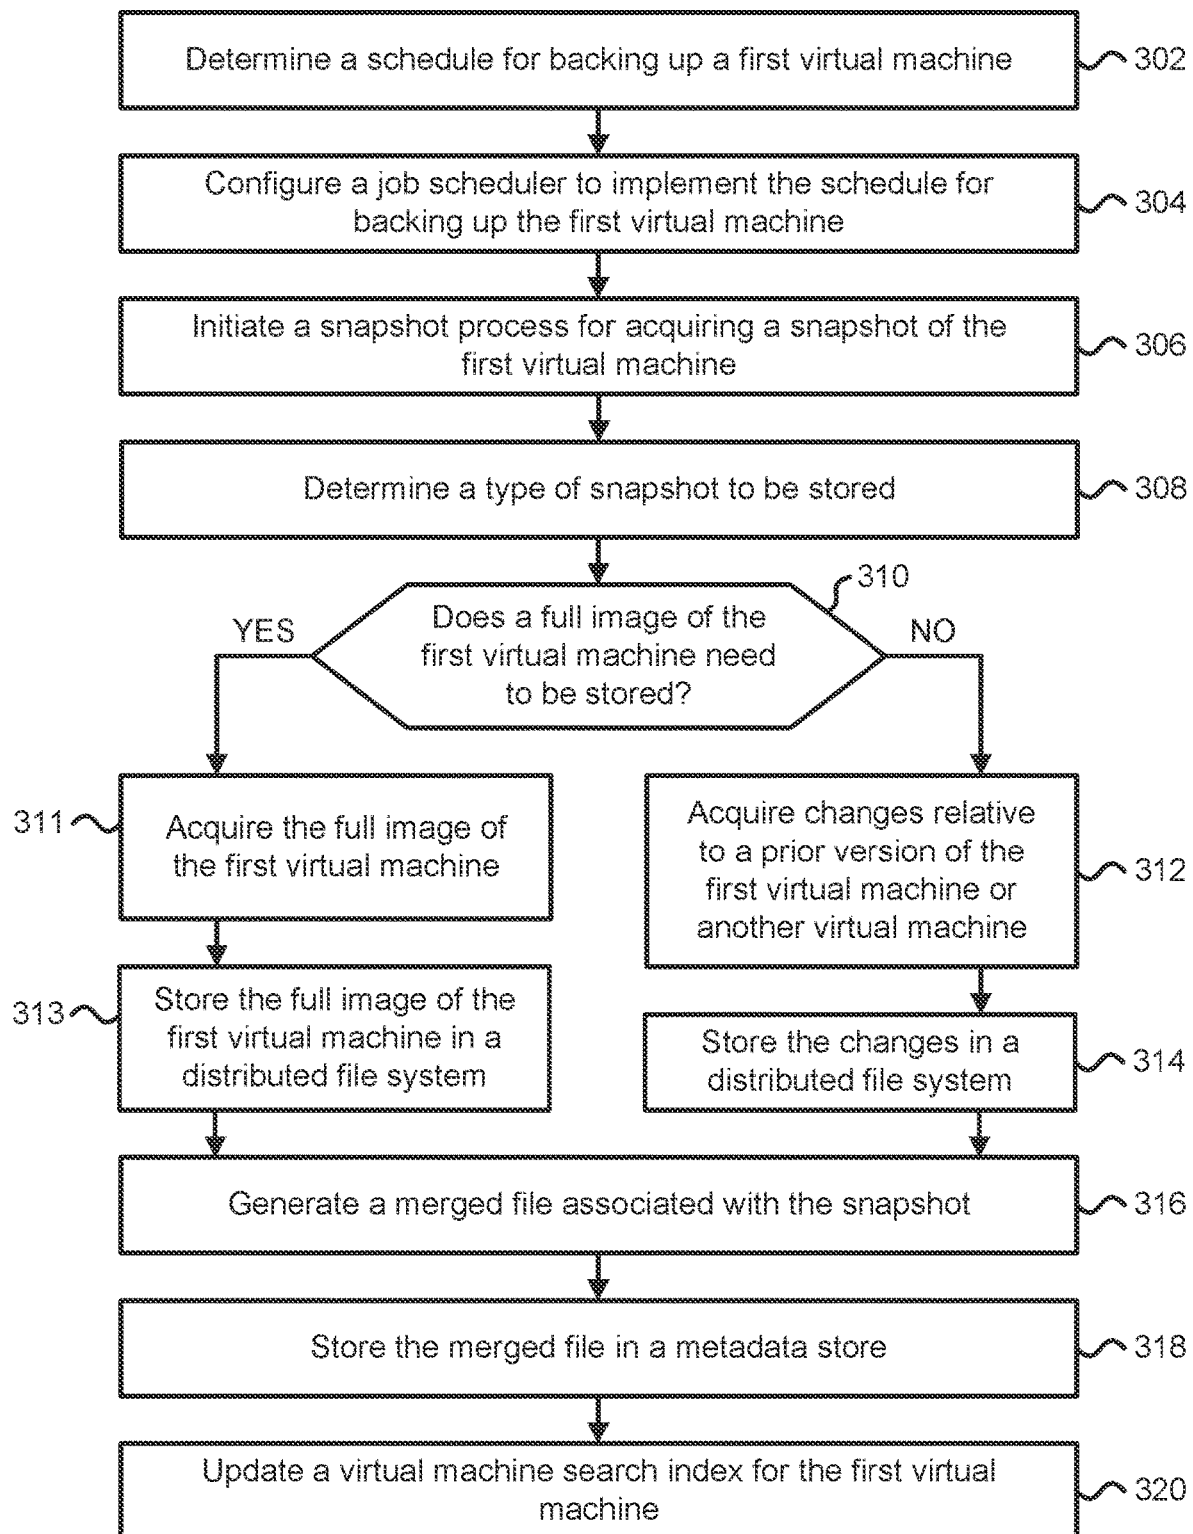 Determine a schedule for backing up a first virtual machine
302
Configure a job scheduler to implement the schedule for
backing up the first virtual machine
304
Initiate a snapshot process for acquiring a snapshot of the
first virtual machine
306
Determine a type of snapshot to be stored
308
310
Does a full image of the
first virtual machine need
to be stored?
YES
NO
311
Acquire the full image of
the first virtual machine
Acquire changes relative
to a prior version of the
first virtual machine or
another virtual machine
312
313
Store the full image of the
first virtual machine in a
distributed file system
Store the changes in a
distributed file system
314
Generate a merged file associated with the snapshot
316
Store the merged file in a metadata store
318
Update a virtual machine search index for the first virtual
machine
320